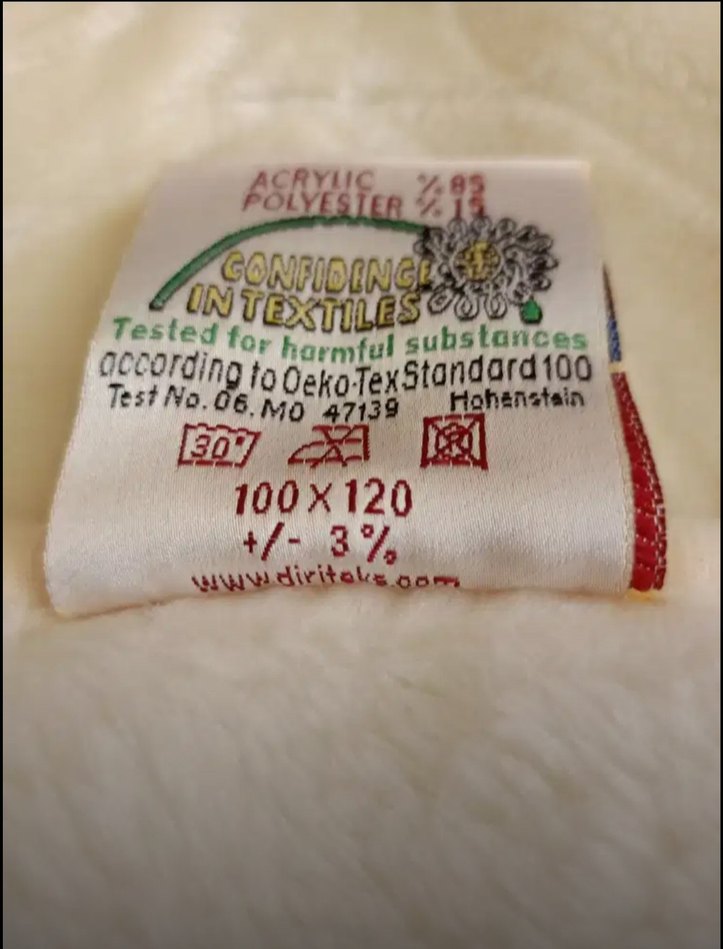 ACRYLIC %85
POLYESTER %15
CONFIDENCE
IN TEXTILES
Tested for harmful substances
according to Oeko-Tex Standard 100
Test No. 06.M0 47139 Hohenstein
30°
100 X 120
+/- 3%
www.diriteks.com